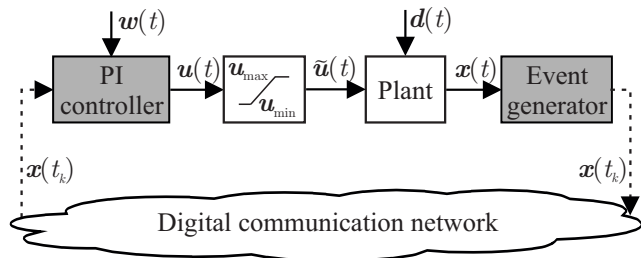 w(t)
d(t)
PI
controller
u(t)
u_max
u_min
ũ(t)
Plant
x(t)
Event
generator
x(t_k)
x(t_k)
Digital communication network